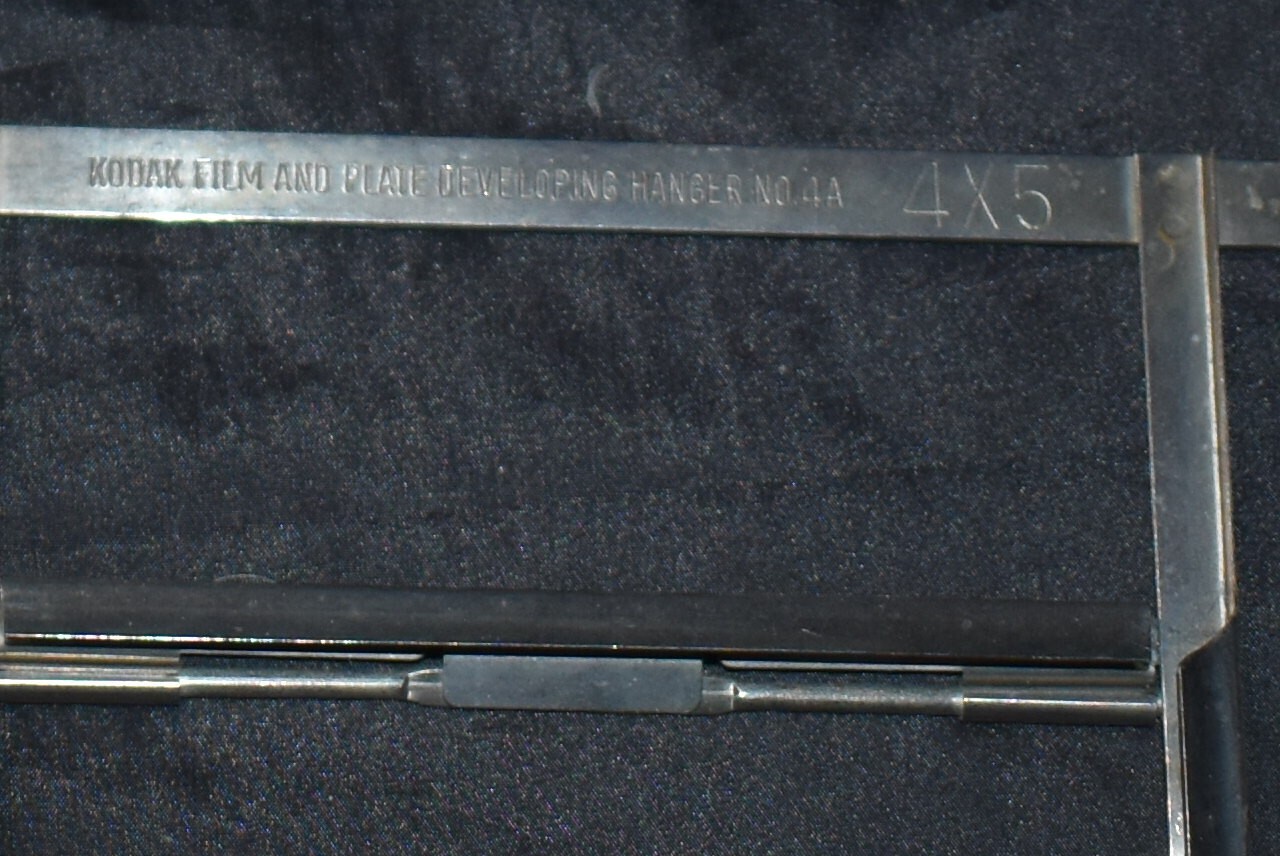 KODAK FILM AND PLATE DEVELOPING HANGER NO. 4A 4X5